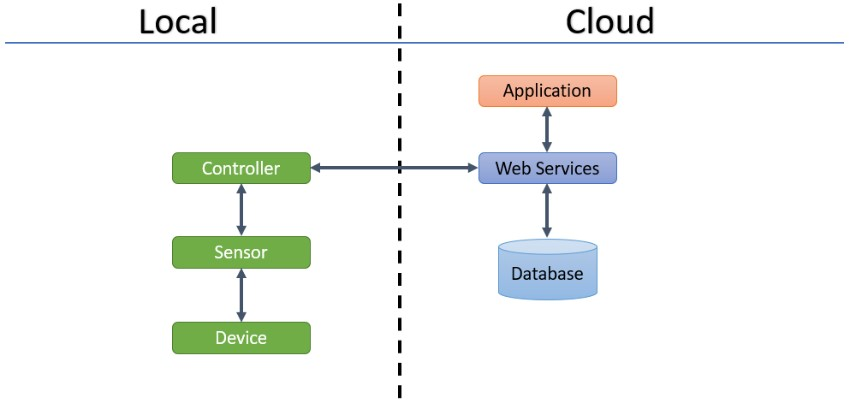 Local
Cloud
Application
Controller
Web Services
Sensor
Database
Device